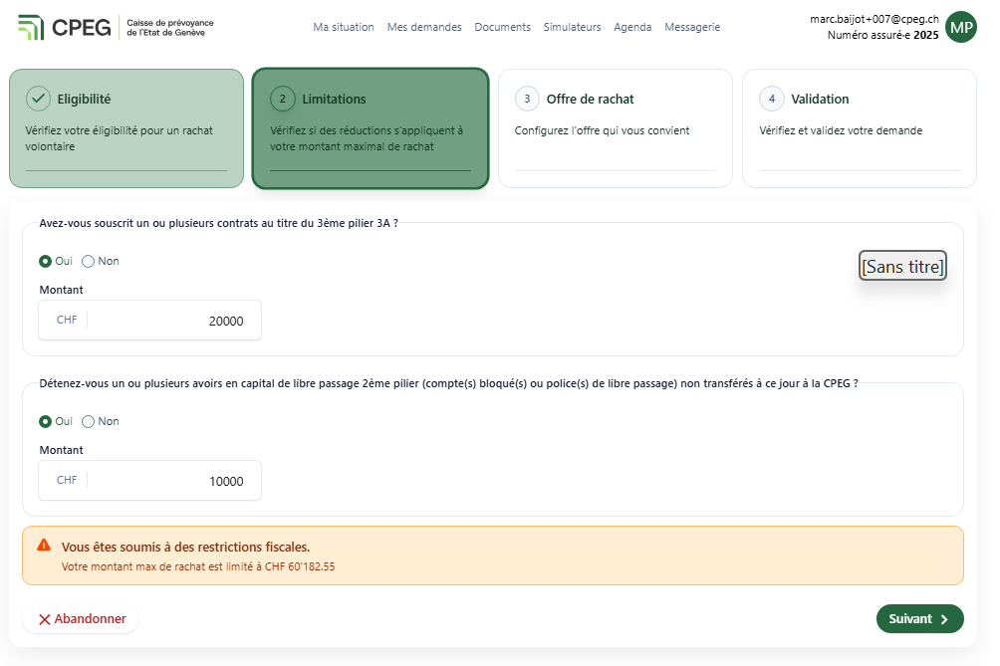 CPEG
Caisse de prévoyance
de l'Etat de Genève
Ma situation
Mes demandes
Documents
Simulateurs
Agenda
Messagerie
marc.baijot+007@cpeg.ch
Numéro assuré·e 2025
MP
Eligibilité
Vérifiez votre éligibilité pour un rachat
volontaire
2 Limitations
Vérifiez si des réductions s'appliquent à
votre montant maximal de rachat
3 Offre de rachat
Configurez l'offre qui vous convient
4 Validation
Vérifiez et validez votre demande
Avez-vous souscrit un ou plusieurs contrats au titre du 3ème pilier 3A ?
Oui Non
[Sans titre]
Montant
CHF 20000
Détenez-vous un ou plusieurs avoirs en capital de libre passage 2ème pilier (compte(s) bloqué(s) ou police(s) de libre passage) non transférés à ce jour à la CPEG ?
Oui Non
Montant
CHF 10000
Vous êtes soumis à des restrictions fiscales.
Votre montant max de rachat est limité à CHF 60'182.55
Abandonner
Suivant